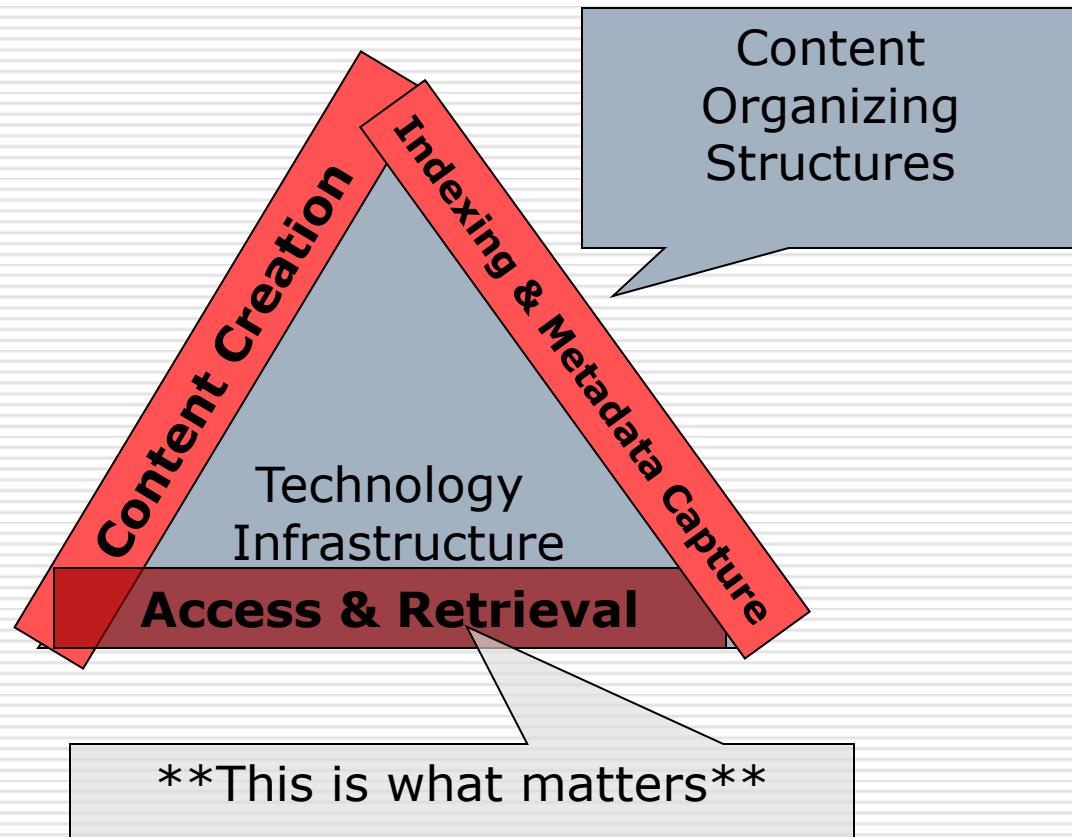 Content
Organizing
Structures
Content Creation
Indexing & Metadata Capture
Technology
Infrastructure
Access & Retrieval
**This is what matters**